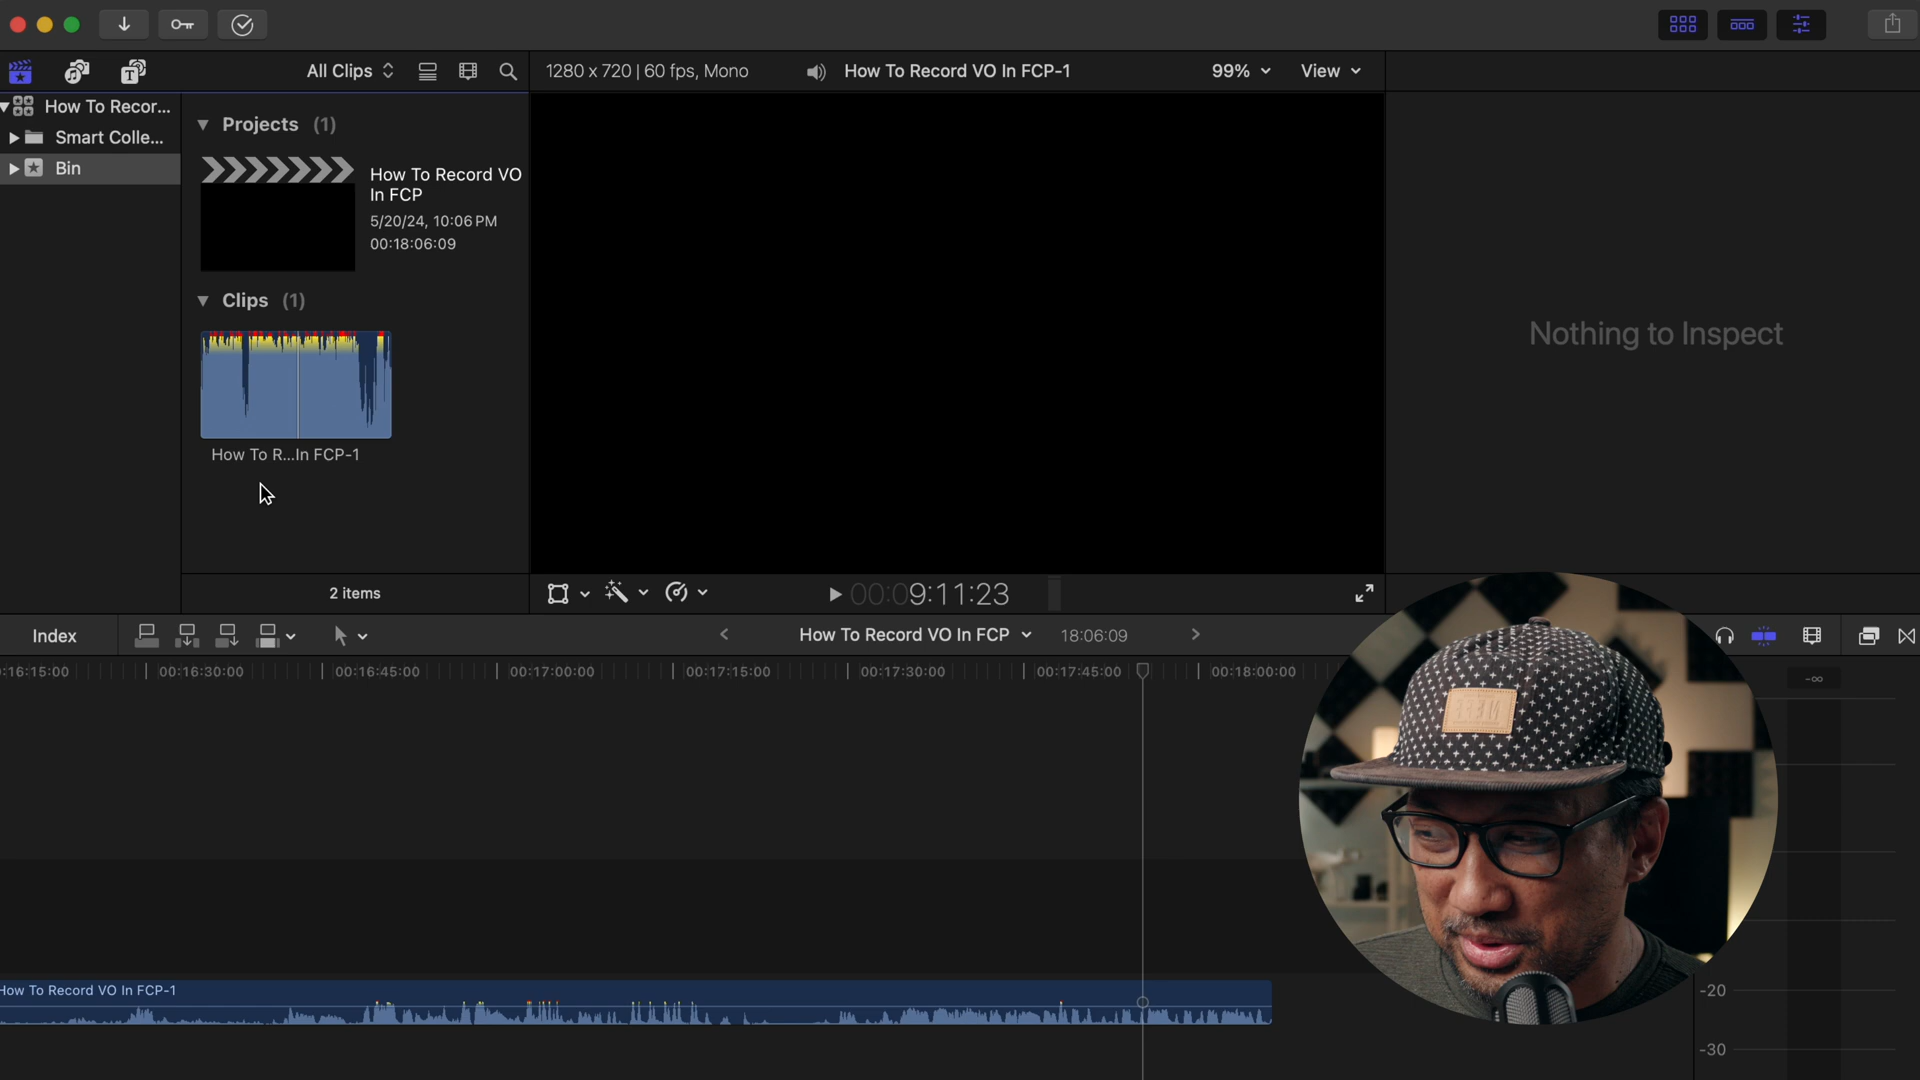 All Clips
1280 x 720 | 60 fps, Mono
How To Record VO In FCP-1
99%
View
How To Recor...
Smart Colle...
Bin
Projects (1)
How To Record VO
In FCP
5/20/24, 10:06 PM
00:18:06:09
Clips (1)
How To R...In FCP-1
2 items
Nothing to Inspect
00:09:11:23
Index
How To Record VO In FCP
18:06:09
:16:15:00
00:16:30:00
00:16:45:00
00:17:00:00
00:17:15:00
00:17:30:00
00:17:45:00
00:18:00:00
-∞
How To Record VO In FCP-1
-20
-30